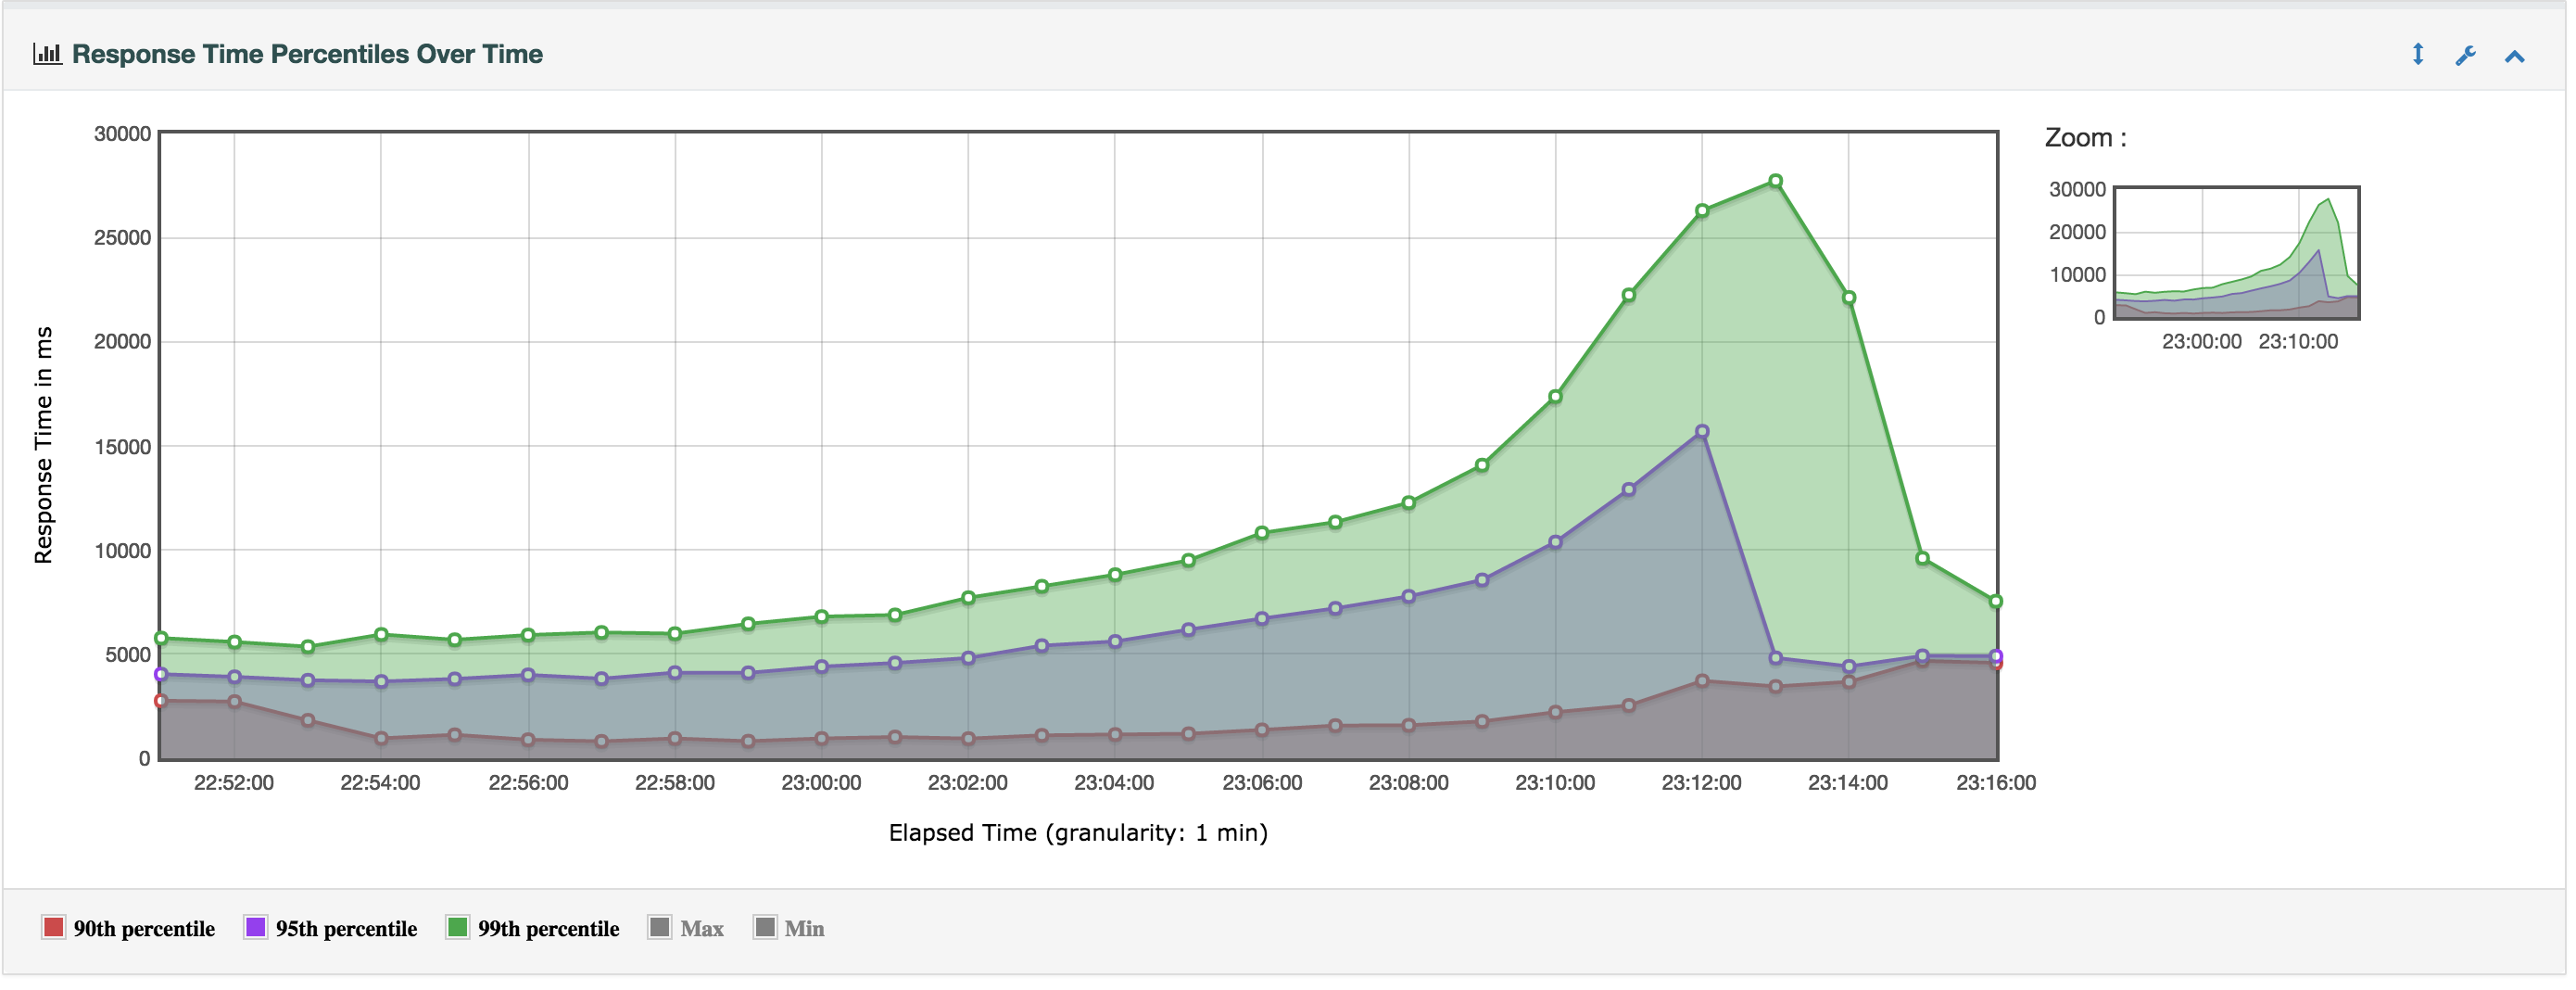 Response Time Percentiles Over Time
Response Time in ms
30000
25000
20000
15000
10000
5000
0
22:52:00 22:54:00 22:56:00 22:58:00 23:00:00 23:02:00 23:04:00 23:06:00 23:08:00 23:10:00 23:12:00 23:14:00 23:16:00
Elapsed Time (granularity: 1 min)
Zoom :
30000
20000
10000
0
23:00:00 23:10:00
90th percentile 95th percentile 99th percentile Max Min